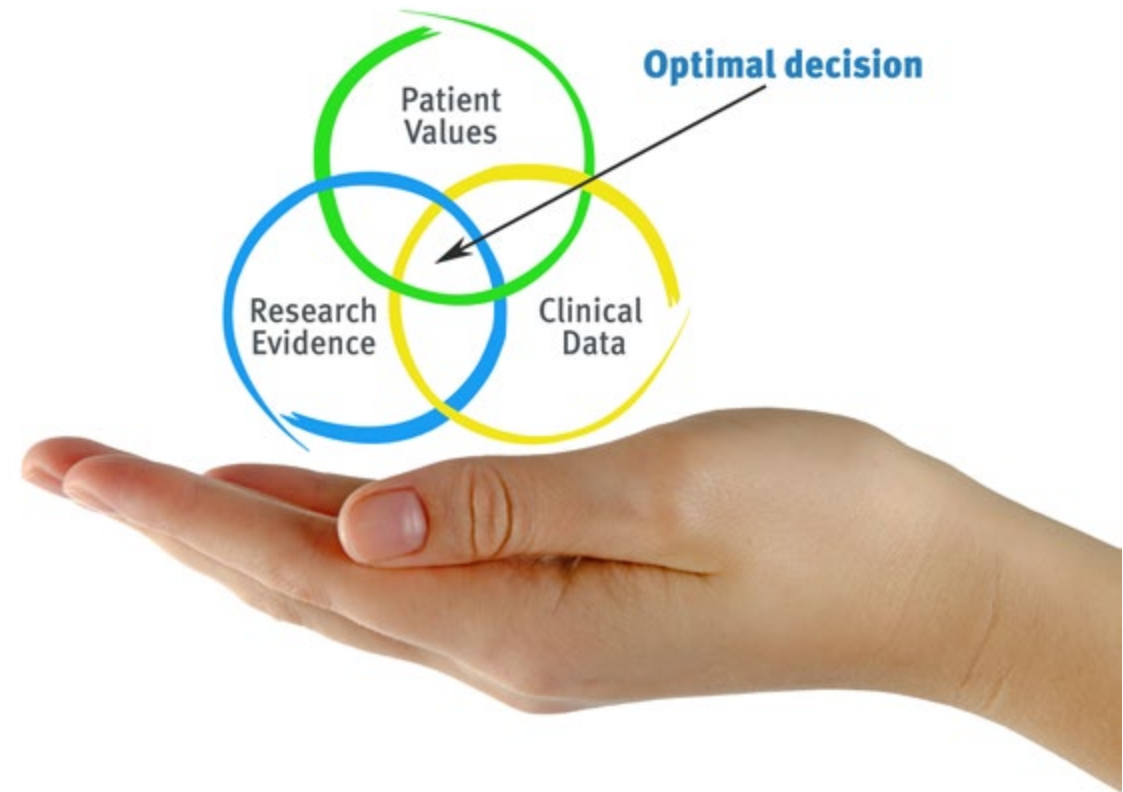 Optimal decision
Patient
Values
Research
Evidence
Clinical
Data